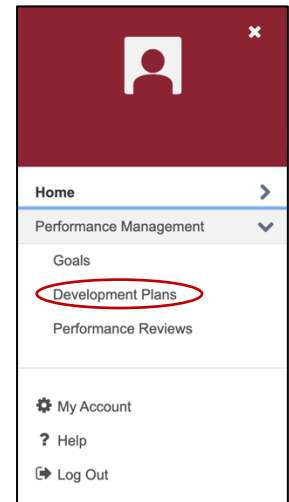 Home
Performance Management
Goals
Development Plans
Performance Reviews
My Account
? Help
Log Out